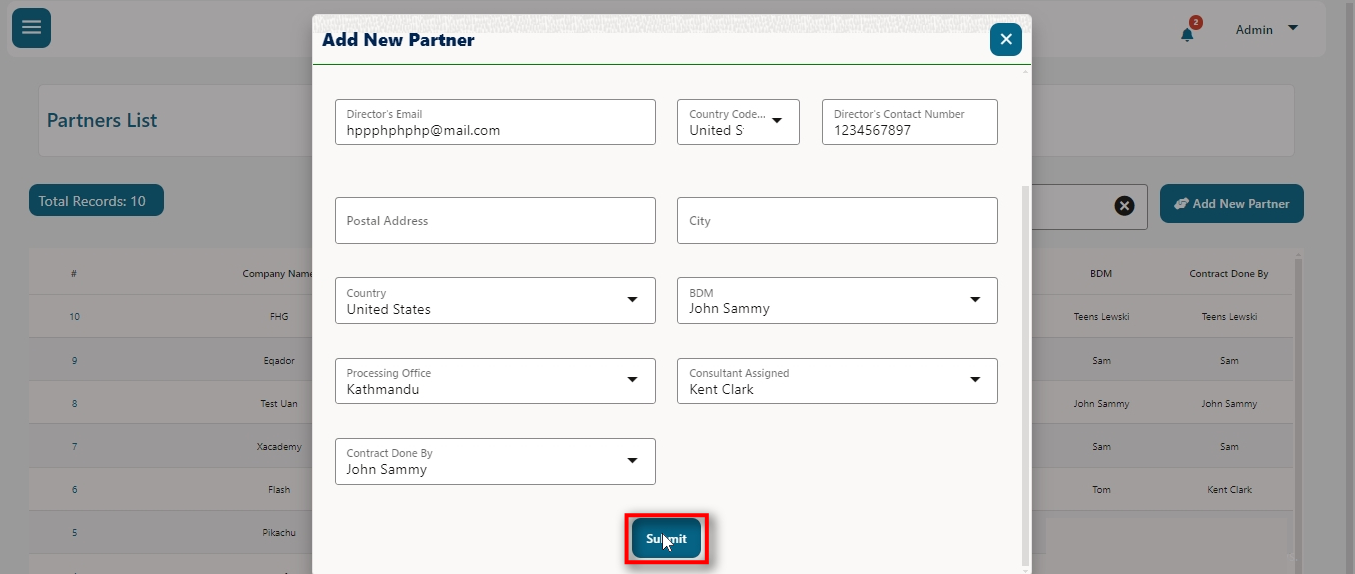 2
Admin
Add New Partner
Partners List
Director's Email
hppphphphp@mail.com
Country Code...
United S
Director's Contact Number
1234567897
Total Records: 10
Add New Partner
Postal Address
City
# Company Name BDM Contract Done By
Country
United States
BDM
John Sammy
10 FHG Teens Lewski Teens Lewski
9 Eqador Sam Sam
Processing Office
Kathmandu
Consultant Assigned
Kent Clark
8 Test Uan John Sammy John Sammy
7 Xacademy Sam Sam
Contract Done By
John Sammy
6 Flash Tom Kent Clark
5 Pikachu
Submit